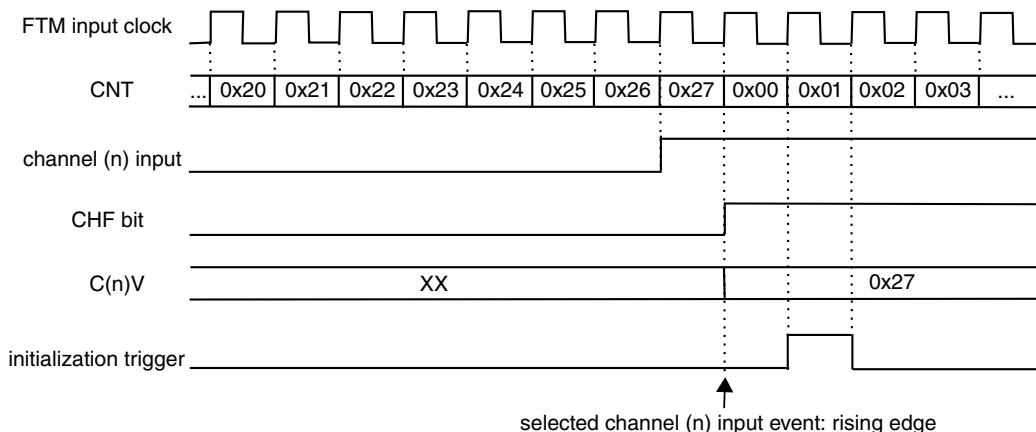 FTM input clock
CNT
... 0x20 0x21 0x22 0x23 0x24 0x25 0x26 0x27 0x00 0x01 0x02 0x03 ...
channel (n) input
CHF bit
C(n)V
XX 0x27
initialization trigger
selected channel (n) input event: rising edge